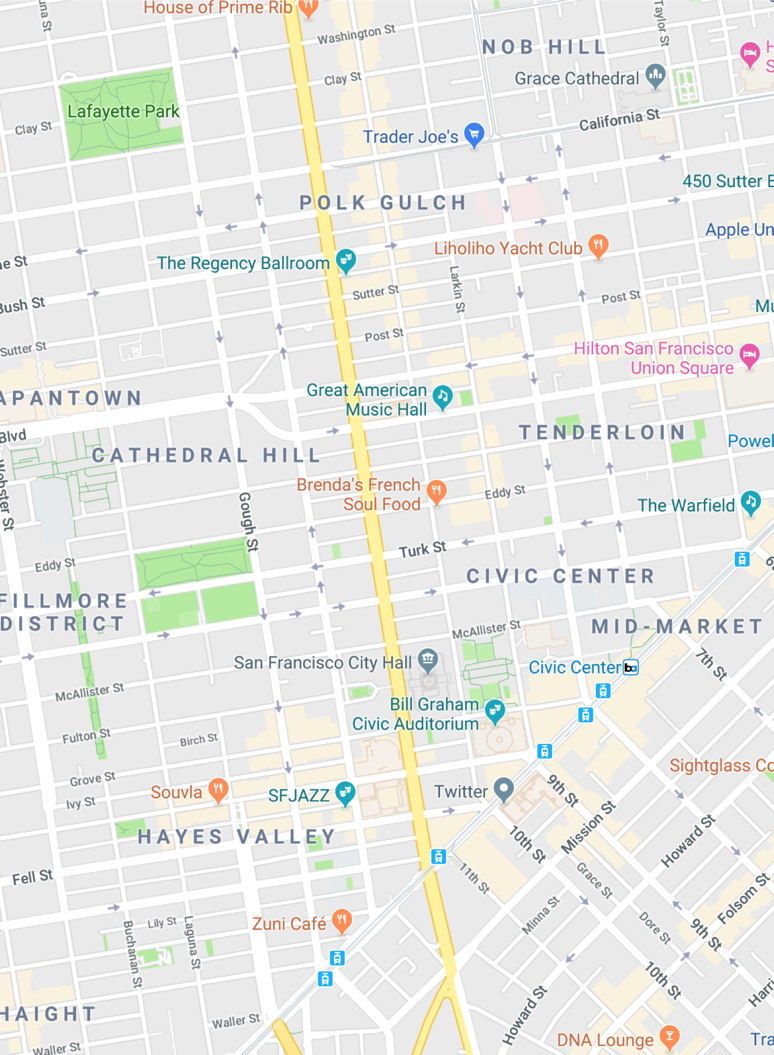 House of Prime Rib
Washington St
Taylor St
NOB HILL
Clay St
Grace Cathedral
Lafayette Park
California St
Clay St
Trader Joe's
450 Sutter
POLK GULCH
Apple
Liholiho Yacht Club
The Regency Ballroom
Larkin St
Sutter St
Post St
Bush St
Post St
Sutter St
Hilton San Francisco
Union Square
Great American
Music Hall
APANTOWN
TENDERLOIN
Blvd
CATHEDRAL HILL
Powel
Webster St
Brenda's French
Soul Food
Eddy St
The Warfield
Gough St
Turk St
Eddy St
CIVIC CENTER
FILLMORE
DISTRICT
McAllister St
MID-MARKET
San Francisco City Hall
Civic Center
7th St
McAllister St
Bill Graham
Civic Auditorium
Fulton St
Birch St
Sightglass Co
Grove St
Ivy St
Souvla
SFJAZZ
Twitter
9th St
Mission St
HAYES VALLEY
10th St
Howard St
Fell St
11th St
Grace St
Folsom St
Lily St
Zuni Café
Minna St
Dore St
9th St
Buchanan St
Laguna St
10th St
HAIGHT
Waller St
Howard St
Harri
Waller St
DNA Lounge
Tra